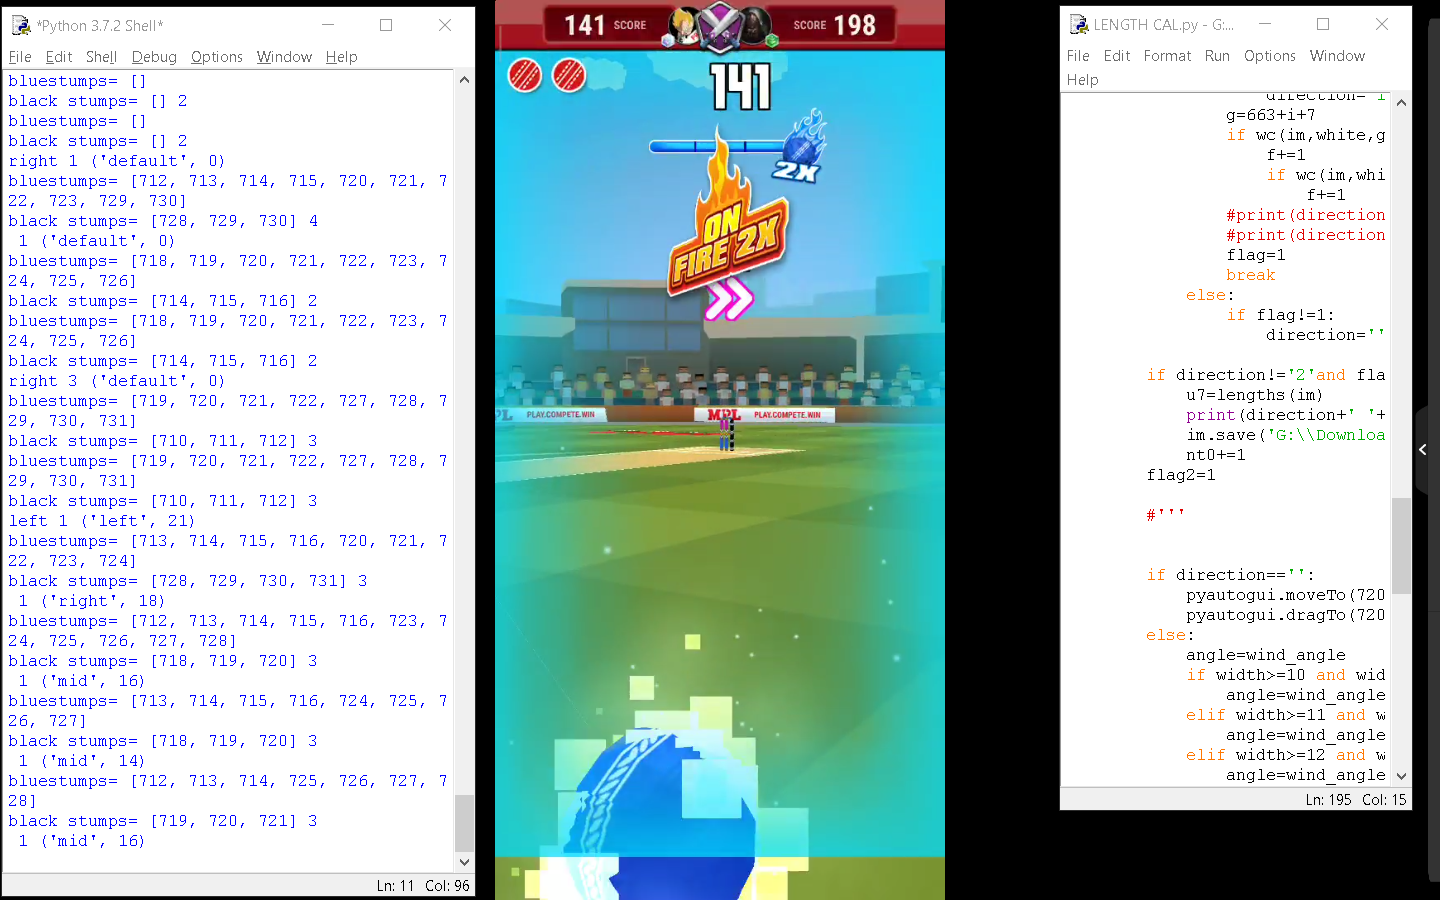 *Python 3.7.2 Shell*
File Edit Shell Debug Options Window Help
bluestumps= []
black stumps= [] 2
bluestumps= []
black stumps= [] 2
right 1 ('default', 0)
bluestumps= [712, 713, 714, 715, 720, 721, 7
22, 723, 729, 730]
black stumps= [728, 729, 730] 4
 1 ('default', 0)
bluestumps= [718, 719, 720, 721, 722, 723, 7
24, 725, 726]
black stumps= [714, 715, 716] 2
bluestumps= [718, 719, 720, 721, 722, 723, 7
24, 725, 726]
black stumps= [714, 715, 716] 2
right 3 ('default', 0)
bluestumps= [719, 720, 721, 722, 727, 728, 7
29, 730, 731]
black stumps= [710, 711, 712] 3
bluestumps= [719, 720, 721, 722, 727, 728, 7
29, 730, 731]
black stumps= [710, 711, 712] 3
left 1 ('left', 21)
bluestumps= [713, 714, 715, 716, 720, 721, 7
22, 723, 724]
black stumps= [728, 729, 730, 731] 3
 1 ('right', 18)
bluestumps= [712, 713, 714, 715, 716, 723, 7
24, 725, 726, 727, 728]
black stumps= [718, 719, 720] 3
 1 ('mid', 16)
bluestumps= [713, 714, 715, 716, 724, 725, 7
26, 727]
black stumps= [718, 719, 720] 3
 1 ('mid', 14)
bluestumps= [712, 713, 714, 725, 726, 727, 7
28]
black stumps= [719, 720, 721] 3
 1 ('mid', 16)
Ln: 11 Col: 96
141 SCORE SCORE 198
141
2X
ON
FIRE 2X
PL PLAY.COMPETE.WIN MPL PLAY.COMPETE.WIN
LENGTH CAL.py - G:...
File Edit Format Run Options Window
Help
direction= i
g=663+i+7
if wc(im,white,g
f+=1
if wc(im,whi
f+=1
#print(direction
#print(direction
flag=1
break
else:
if flag!=1:
direction=''
if direction!='2'and fla
u7=lengths(im)
print(direction+' '+
im.save('G:\\Downloa
nt0+=1
flag2=1
#'''
if direction=='':
pyautogui.moveTo(720
pyautogui.dragTo(720
else:
angle=wind_angle
if width>=10 and wid
angle=wind_angle
elif width>=11 and w
angle=wind_angle
elif width>=12 and w
angle=wind_angle
Ln: 195 Col: 15